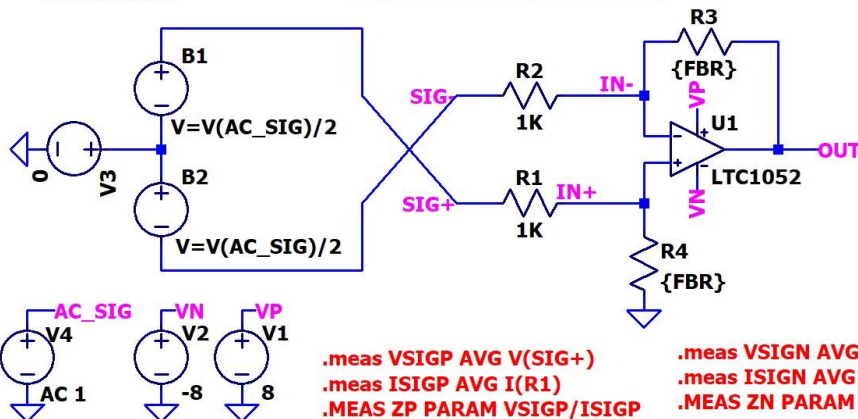 R3
B1
{FBR}
R2
IN-
VP
SIG-
U1
V=V(AC_SIG)/2
1K
OUT
0
V3
B2
R1
IN+
LTC1052
VN
SIG+
V=V(AC_SIG)/2
1K
R4
{FBR}
AC_SIG
VN
VP
V4
V2
V1
AC 1
-8
8
.meas VSIGP AVG V(SIG+)
.meas ISIGP AVG I(R1)
.MEAS ZP PARAM VSIGP/ISIGP
.meas VSIGN AVG
.meas ISIGN AVG
.MEAS ZN PARAM